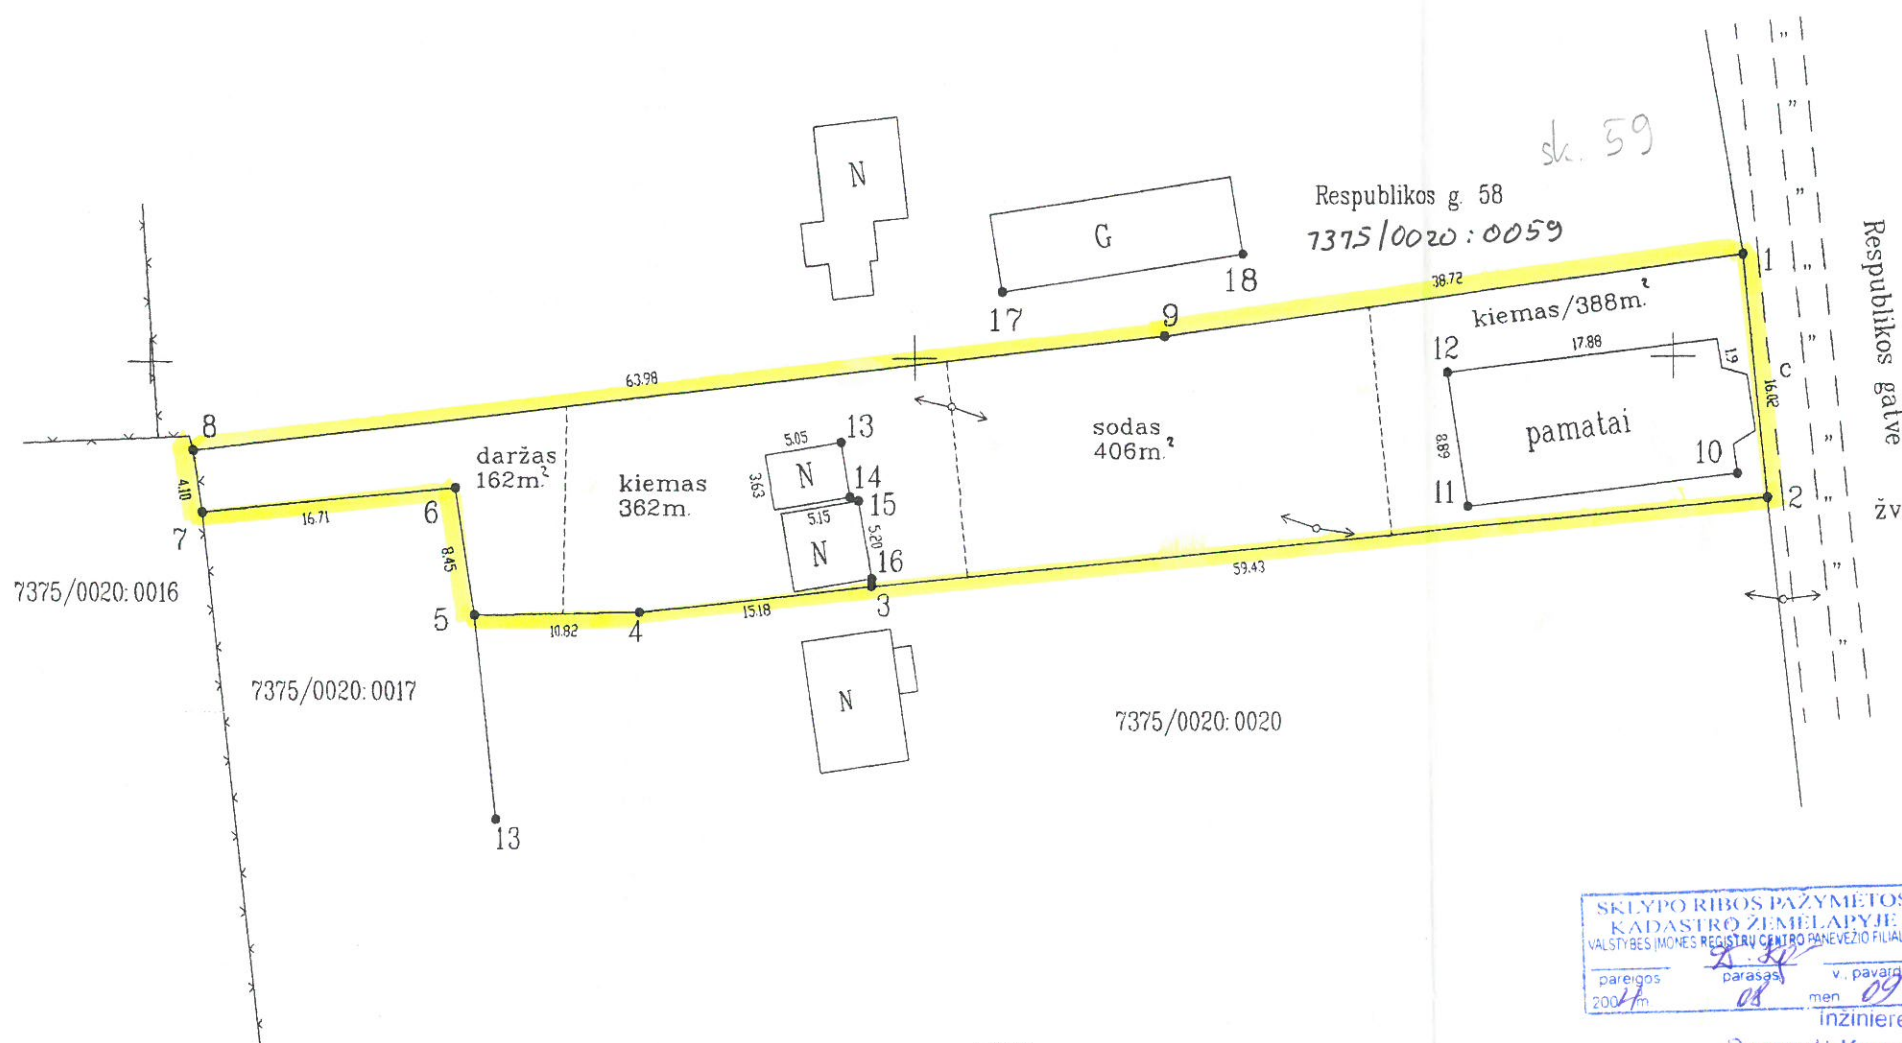 sk. 59
Respublikos g. 58
7375/0020:0059
N
G
17
18
9
38.72
1
kiemas/388m.²
12
17.88
1.9
c
16.02
Respublikos gatvė
63.98
8
4.10
7
16.71
6
daržas
162m.²
8.45
kiemas
362m.
5.05
13
N
3.63
14
15
5.15
N
5.20
16
sodas
406m.²
8.89
pamatai
10
11
2
žv
59.43
3
15.18
4
10.82
5
7375/0020:0016
7375/0020:0017
13
N
7375/0020:0020
SKLYPO RIBOS PAŽYMĖTOS
KADASTRO ŽEMĖLAPYJE
VALSTYBĖS ĮMONĖS REGISTRŲ CENTRO PANEVĖŽIO FILIAL
pareigos parašas v. pavard
2004 m 08 men 09
inžinierė